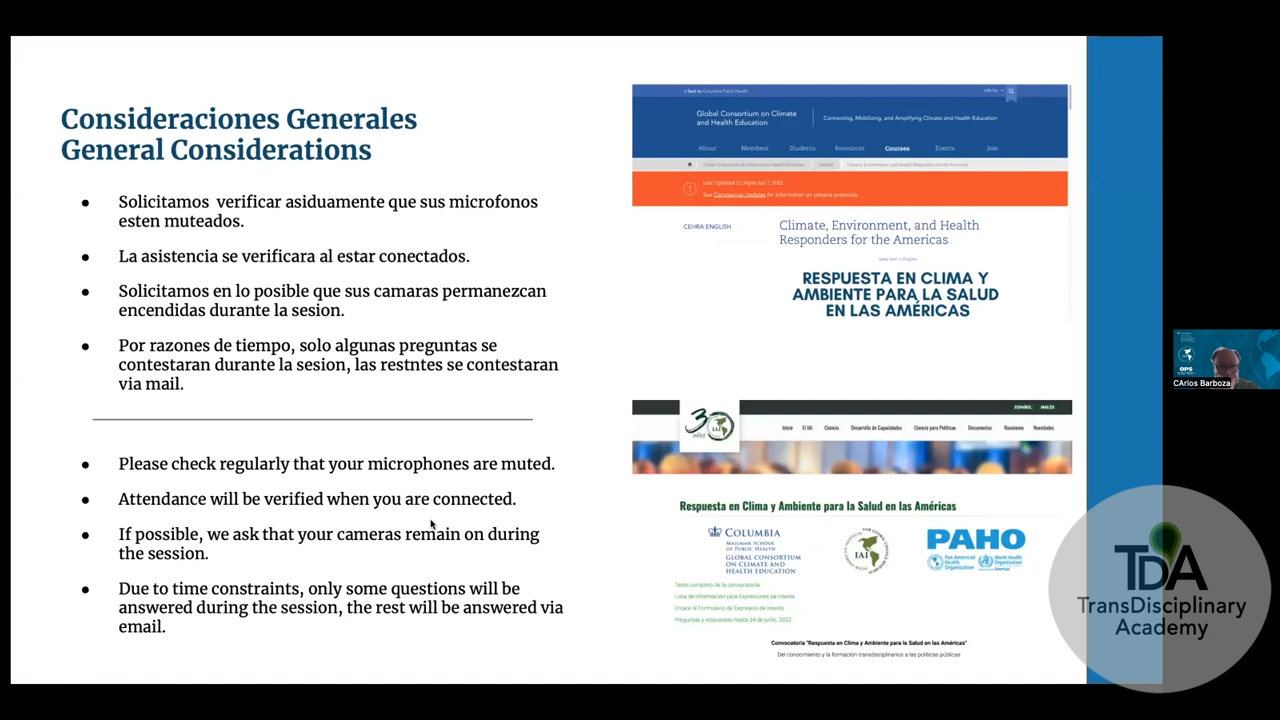 Consideraciones Generales
General Considerations
● Solicitamos verificar asiduamente que sus microfonos
esten muteados.
● La asistencia se verificara al estar conectados.
● Solicitamos en lo posible que sus camaras permanezcan
encendidas durante la sesion.
● Por razones de tiempo, solo algunas preguntas se
contestaran durante la sesion, las restntes se contestaran
via mail.
● Please check regularly that your microphones are muted.
● Attendance will be verified when you are connected.
● If possible, we ask that your cameras remain on during
the session.
● Due to time constraints, only some questions will be
answered during the session, the rest will be answered via
email.
Global Consortium on Climate
and Health Education
Connecting, Mobilizing, and Amplifying Climate and Health Education
About Members Students Resources Courses Events Join
Last Updated 12:34pm Jun 7, 2022
See Coronavirus Updates for information on campus protocols.
CEHRA ENGLISH
Climate, Environment, and Health
Responders for the Americas
RESPUESTA EN CLIMA Y
AMBIENTE PARA LA SALUD
EN LAS AMÉRICAS
ESPAÑOL INGLÉS
IAI
Inicio El IAI Ciencia Desarrollo de Capacidades Ciencia para Políticas Documentos Reuniones Novedades
Respuesta en Clima y Ambiente para la Salud en las Américas
COLUMBIA
MAILMAN SCHOOL
OF PUBLIC HEALTH
GLOBAL CONSORTIUM
ON CLIMATE AND
HEALTH EDUCATION
IAI
PAHO
Pan American
Health
Organization
World Health
Organization
Americas
Texto completo de la convocatoria
Lista de información para Expresiones de Interés
Enlace al Formulario de Expresión de Interés
Preguntas y respuestas hasta 24 de junio, 2022
Convocatoria "Respuesta en Clima y Ambiente para la Salud en las Américas"
Del conocimiento y la formación transdisciplinarios a las políticas públicas
OPS
CArlos Barboza
TDA
TransDisciplinary
Academy